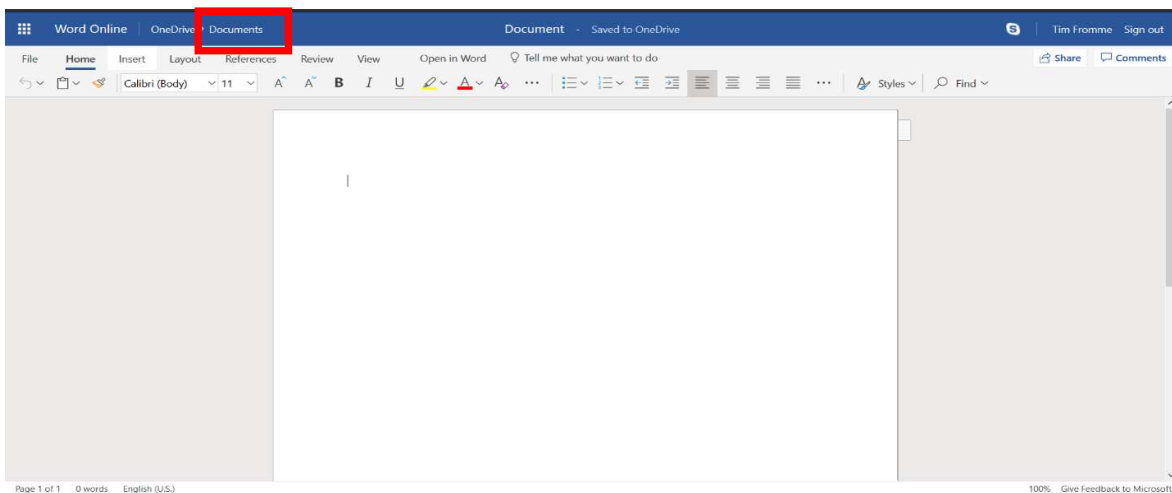 Word Online OneDrive › Documents Document - Saved to OneDrive Tim Fromme Sign out
File Home Insert Layout References Review View Open in Word Tell me what you want to do Share Comments
Calibri (Body) 11 A A B I U A A Styles Find
Page 1 of 1 0 words English (U.S.) 100% Give Feedback to Microsoft